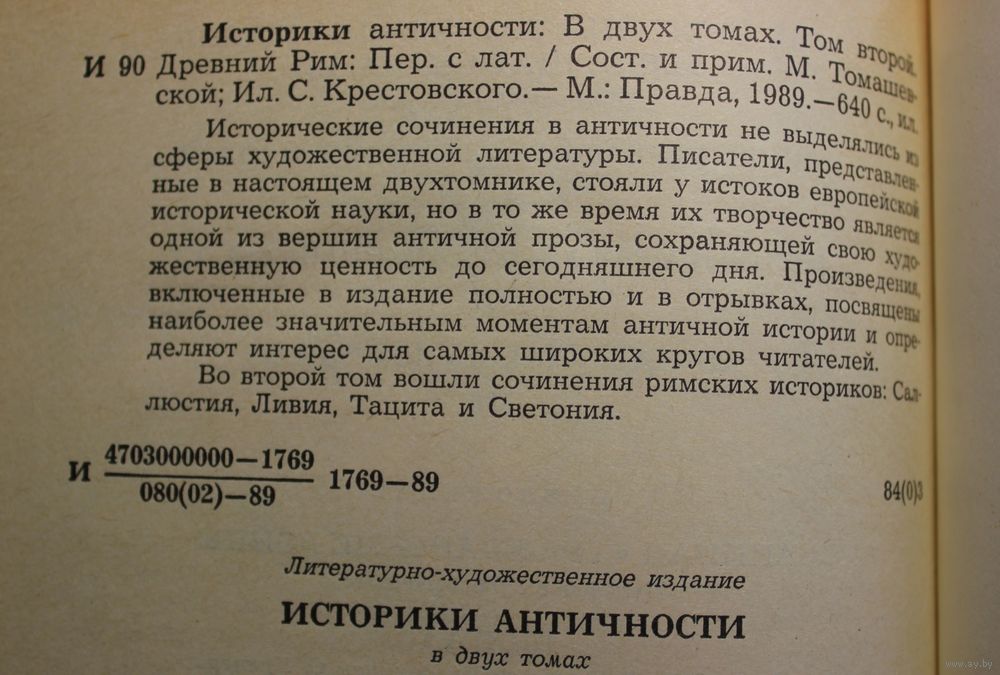 Историки античности: В двух томах. Том второй.
И 90 Древний Рим: Пер. с лат. / Сост. и прим. М. Томашев-
ской; Ил. С. Крестовского.— М.: Правда, 1989.—640 с., ил.
Исторические сочинения в античности не выделялись из
сферы художественной литературы. Писатели, представлен-
ные в настоящем двухтомнике, стояли у истоков европейской
исторической науки, но в то же время их творчество является
одной из вершин античной прозы, сохраняющей свою худо-
жественную ценность до сегодняшнего дня. Произведения,
включенные в издание полностью и в отрывках, посвящены
наиболее значительным моментам античной истории и опре-
деляют интерес для самых широких кругов читателей.
Во второй том вошли сочинения римских историков: Сал-
люстия, Ливия, Тацита и Светония.
И 4703000000—1769
080(02)—89 1769—89
84(0)3
Литературно-художественное издание
ИСТОРИКИ АНТИЧНОСТИ
в двух томах
www.ay.by